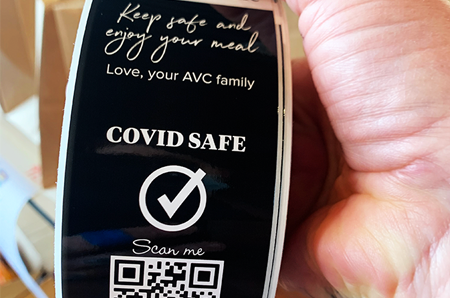 Keep safe and
enjoy your meal
Love, your AVC family
COVID SAFE
Scan me